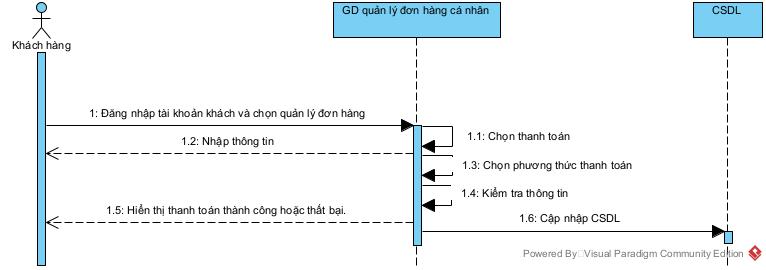 GD quản lý đơn hàng cá nhân
CSDL
Khách hàng
1: Đăng nhập tài khoản khách và chọn quản lý đơn hàng
1.1: Chọn thanh toán
1.2: Nhập thông tin
1.3: Chọn phương thức thanh toán
1.4: Kiểm tra thông tin
1.5: Hiển thị thanh toán thành công hoặc thất bại.
1.6: Cập nhập CSDL
Powered By Visual Paradigm Community Edition